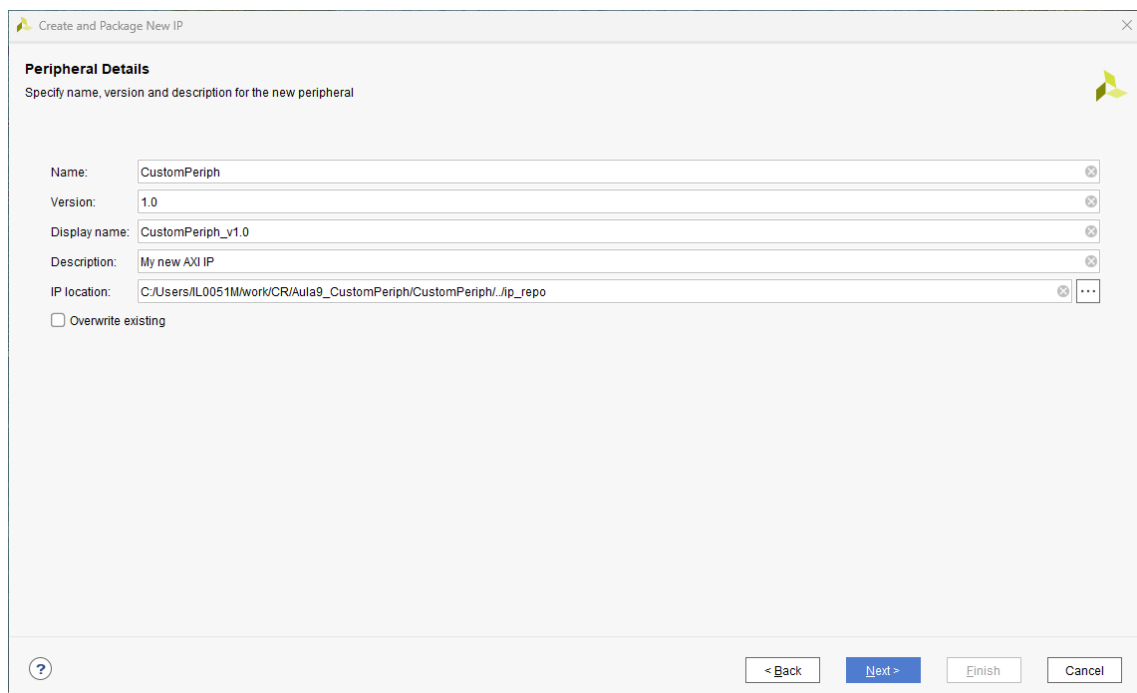 Create and Package New IP
Peripheral Details
Specify name, version and description for the new peripheral
Name: CustomPeriph
Version: 1.0
Display name: CustomPeriph_v1.0
Description: My new AXI IP
IP location: C:/Users/IL0051M/work/CR/Aula9_CustomPeriph/CustomPeriph/../ip_repo ...
Overwrite existing
? < Back Next > Finish Cancel